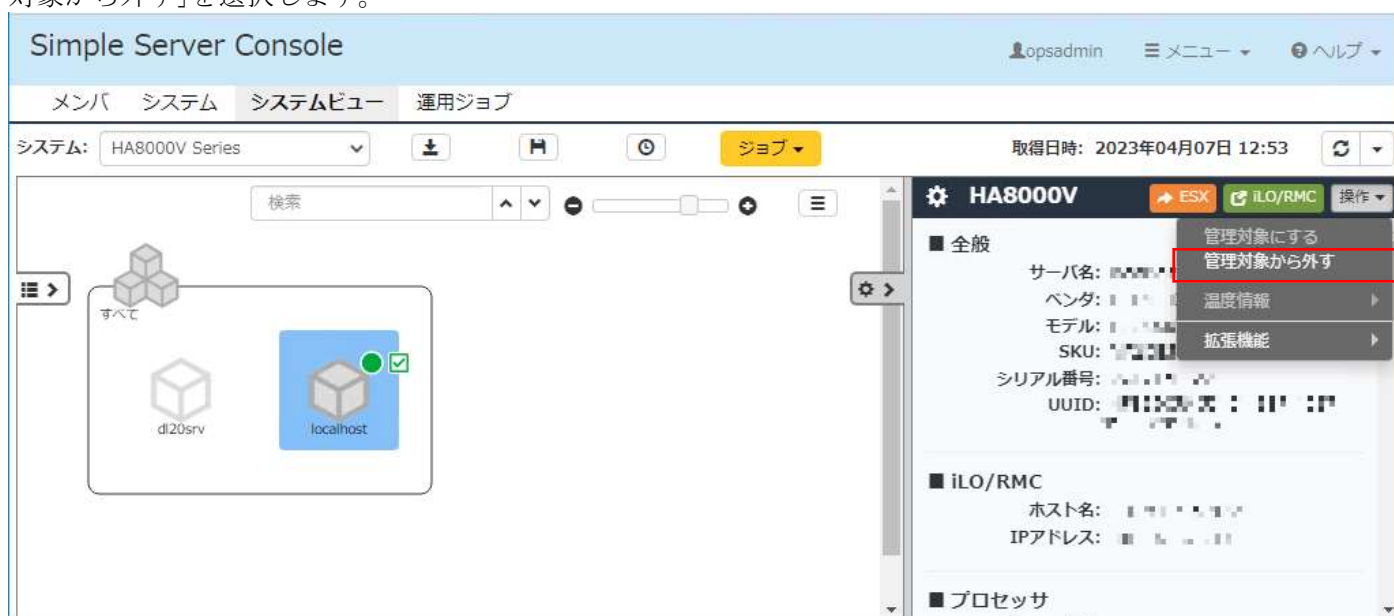 対象から外す」を選択します。
Simple Server Console
opsadmin メニュー ヘルプ
メンバ システム システムビュー 運用ジョブ
システム: HA8000V Series ジョブ 取得日時: 2023年04月07日 12:53
検索
HA8000V ESX iLO/RMC 操作
管理対象にする
管理対象から外す
温度情報
拡張機能
すべて
dl20srv localhost
全般
サーバ名:
ベンダ:
モデル:
SKU:
シリアル番号:
UUID:
iLO/RMC
ホスト名:
IPアドレス:
プロセッサ